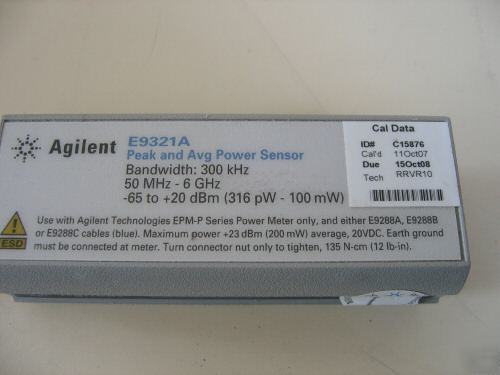 Agilent
E9321A
Peak and Avg Power Sensor
Bandwidth: 300 kHz
50 MHz - 6 GHz
-65 to +20 dBm (316 pW - 100 mW)
Cal Data
ID# C15876
Cal'd 11Oct07
Due 15Oct08
Tech RRVR10
ESD
Use with Agilent Technologies EPM-P Series Power Meter only, and either E9288A, E9288B
or E9288C cables (blue). Maximum power +23 dBm (200 mW) average, 20VDC. Earth ground
must be connected at meter. Turn connector nut only to tighten, 135 N-cm (12 lb-in).